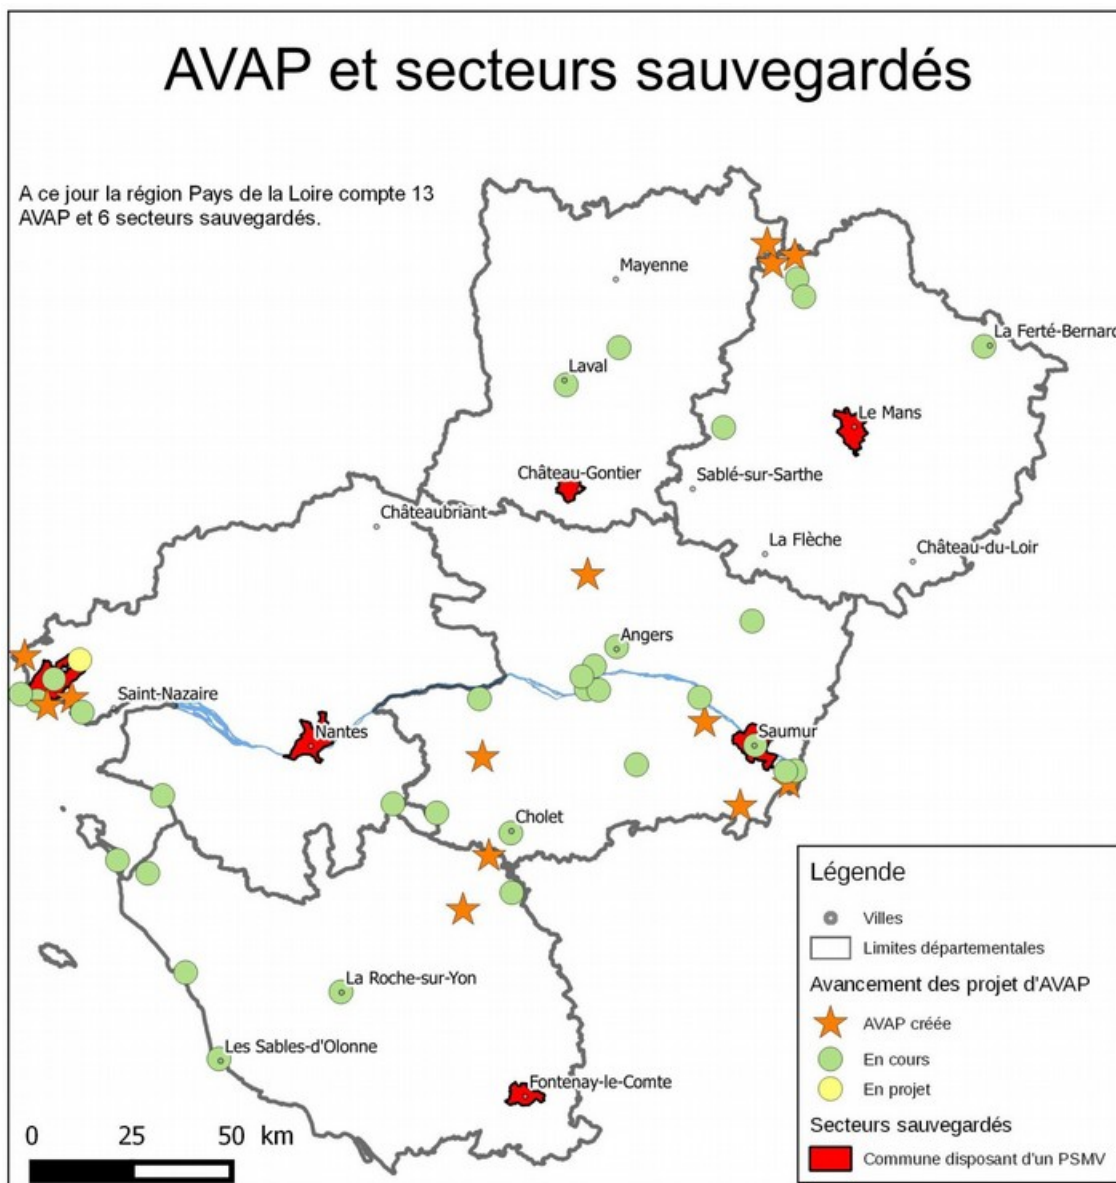 AVAP et secteurs sauvegardés
A ce jour la région Pays de la Loire compte 13
AVAP et 6 secteurs sauvegardés.
Mayenne
La Ferté-Bernard
Laval
Le Mans
Château-Gontier
Sablé-sur-Sarthe
Châteaubriant
La Flèche
Château-du-Loir
Angers
Saint-Nazaire
Nantes
Saumur
Cholet
La Roche-sur-Yon
Les Sables-d'Olonne
Fontenay-le-Comte
0 25 50 km
Légende
Villes
Limites départementales
Avancement des projet d'AVAP
AVAP créée
En cours
En projet
Secteurs sauvegardés
Commune disposant d'un PSMV